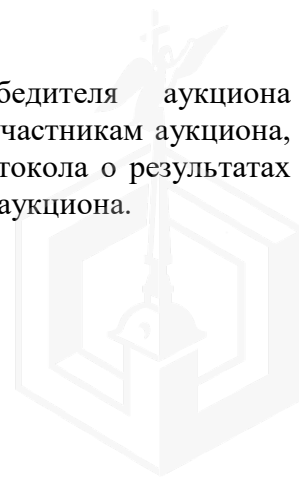 бедителя аукциона
частникам аукциона,
токола о результатах
аукциона.